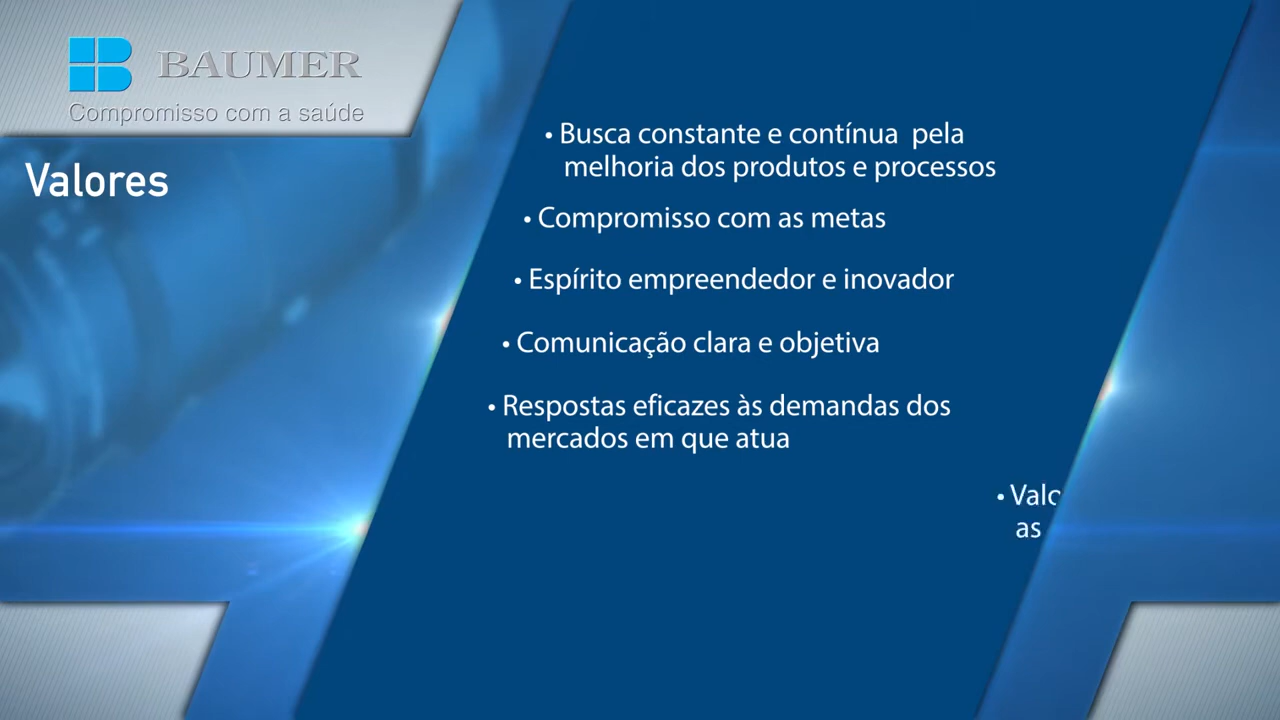 BAUMER
Compromisso com a saúde
Valores
• Busca constante e contínua pela
melhoria dos produtos e processos
• Compromisso com as metas
• Espírito empreendedor e inovador
• Comunicação clara e objetiva
• Respostas eficazes às demandas dos
mercados em que atua
•
as